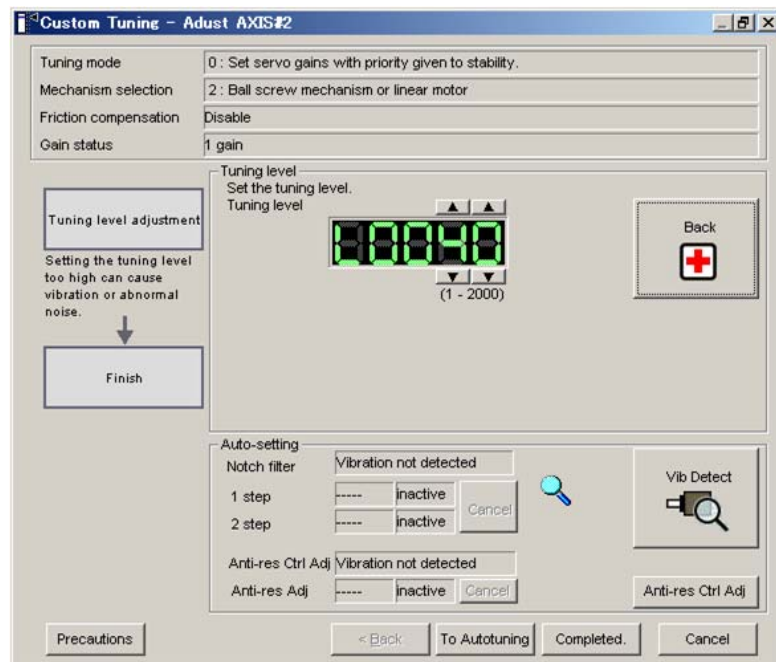 Custom Tuning - Adust AXIS#2
Tuning mode 0 : Set servo gains with priority given to stability.
Mechanism selection 2 : Ball screw mechanism or linear motor
Friction compensation Disable
Gain status 1 gain
Tuning level
Set the tuning level.
Tuning level
L0040
(1 - 2000)
Back
Tuning level adjustment
Setting the tuning level
too high can cause
vibration or abnormal
noise.
Finish
Auto-setting
Notch filter Vibration not detected
1 step ----- inactive
Cancel
2 step ----- inactive
Anti-res Ctrl Adj Vibration not detected
Anti-res Adj ----- inactive Cancel
Vib Detect
Anti-res Ctrl Adj
Precautions
< Back
To Autotuning
Completed.
Cancel